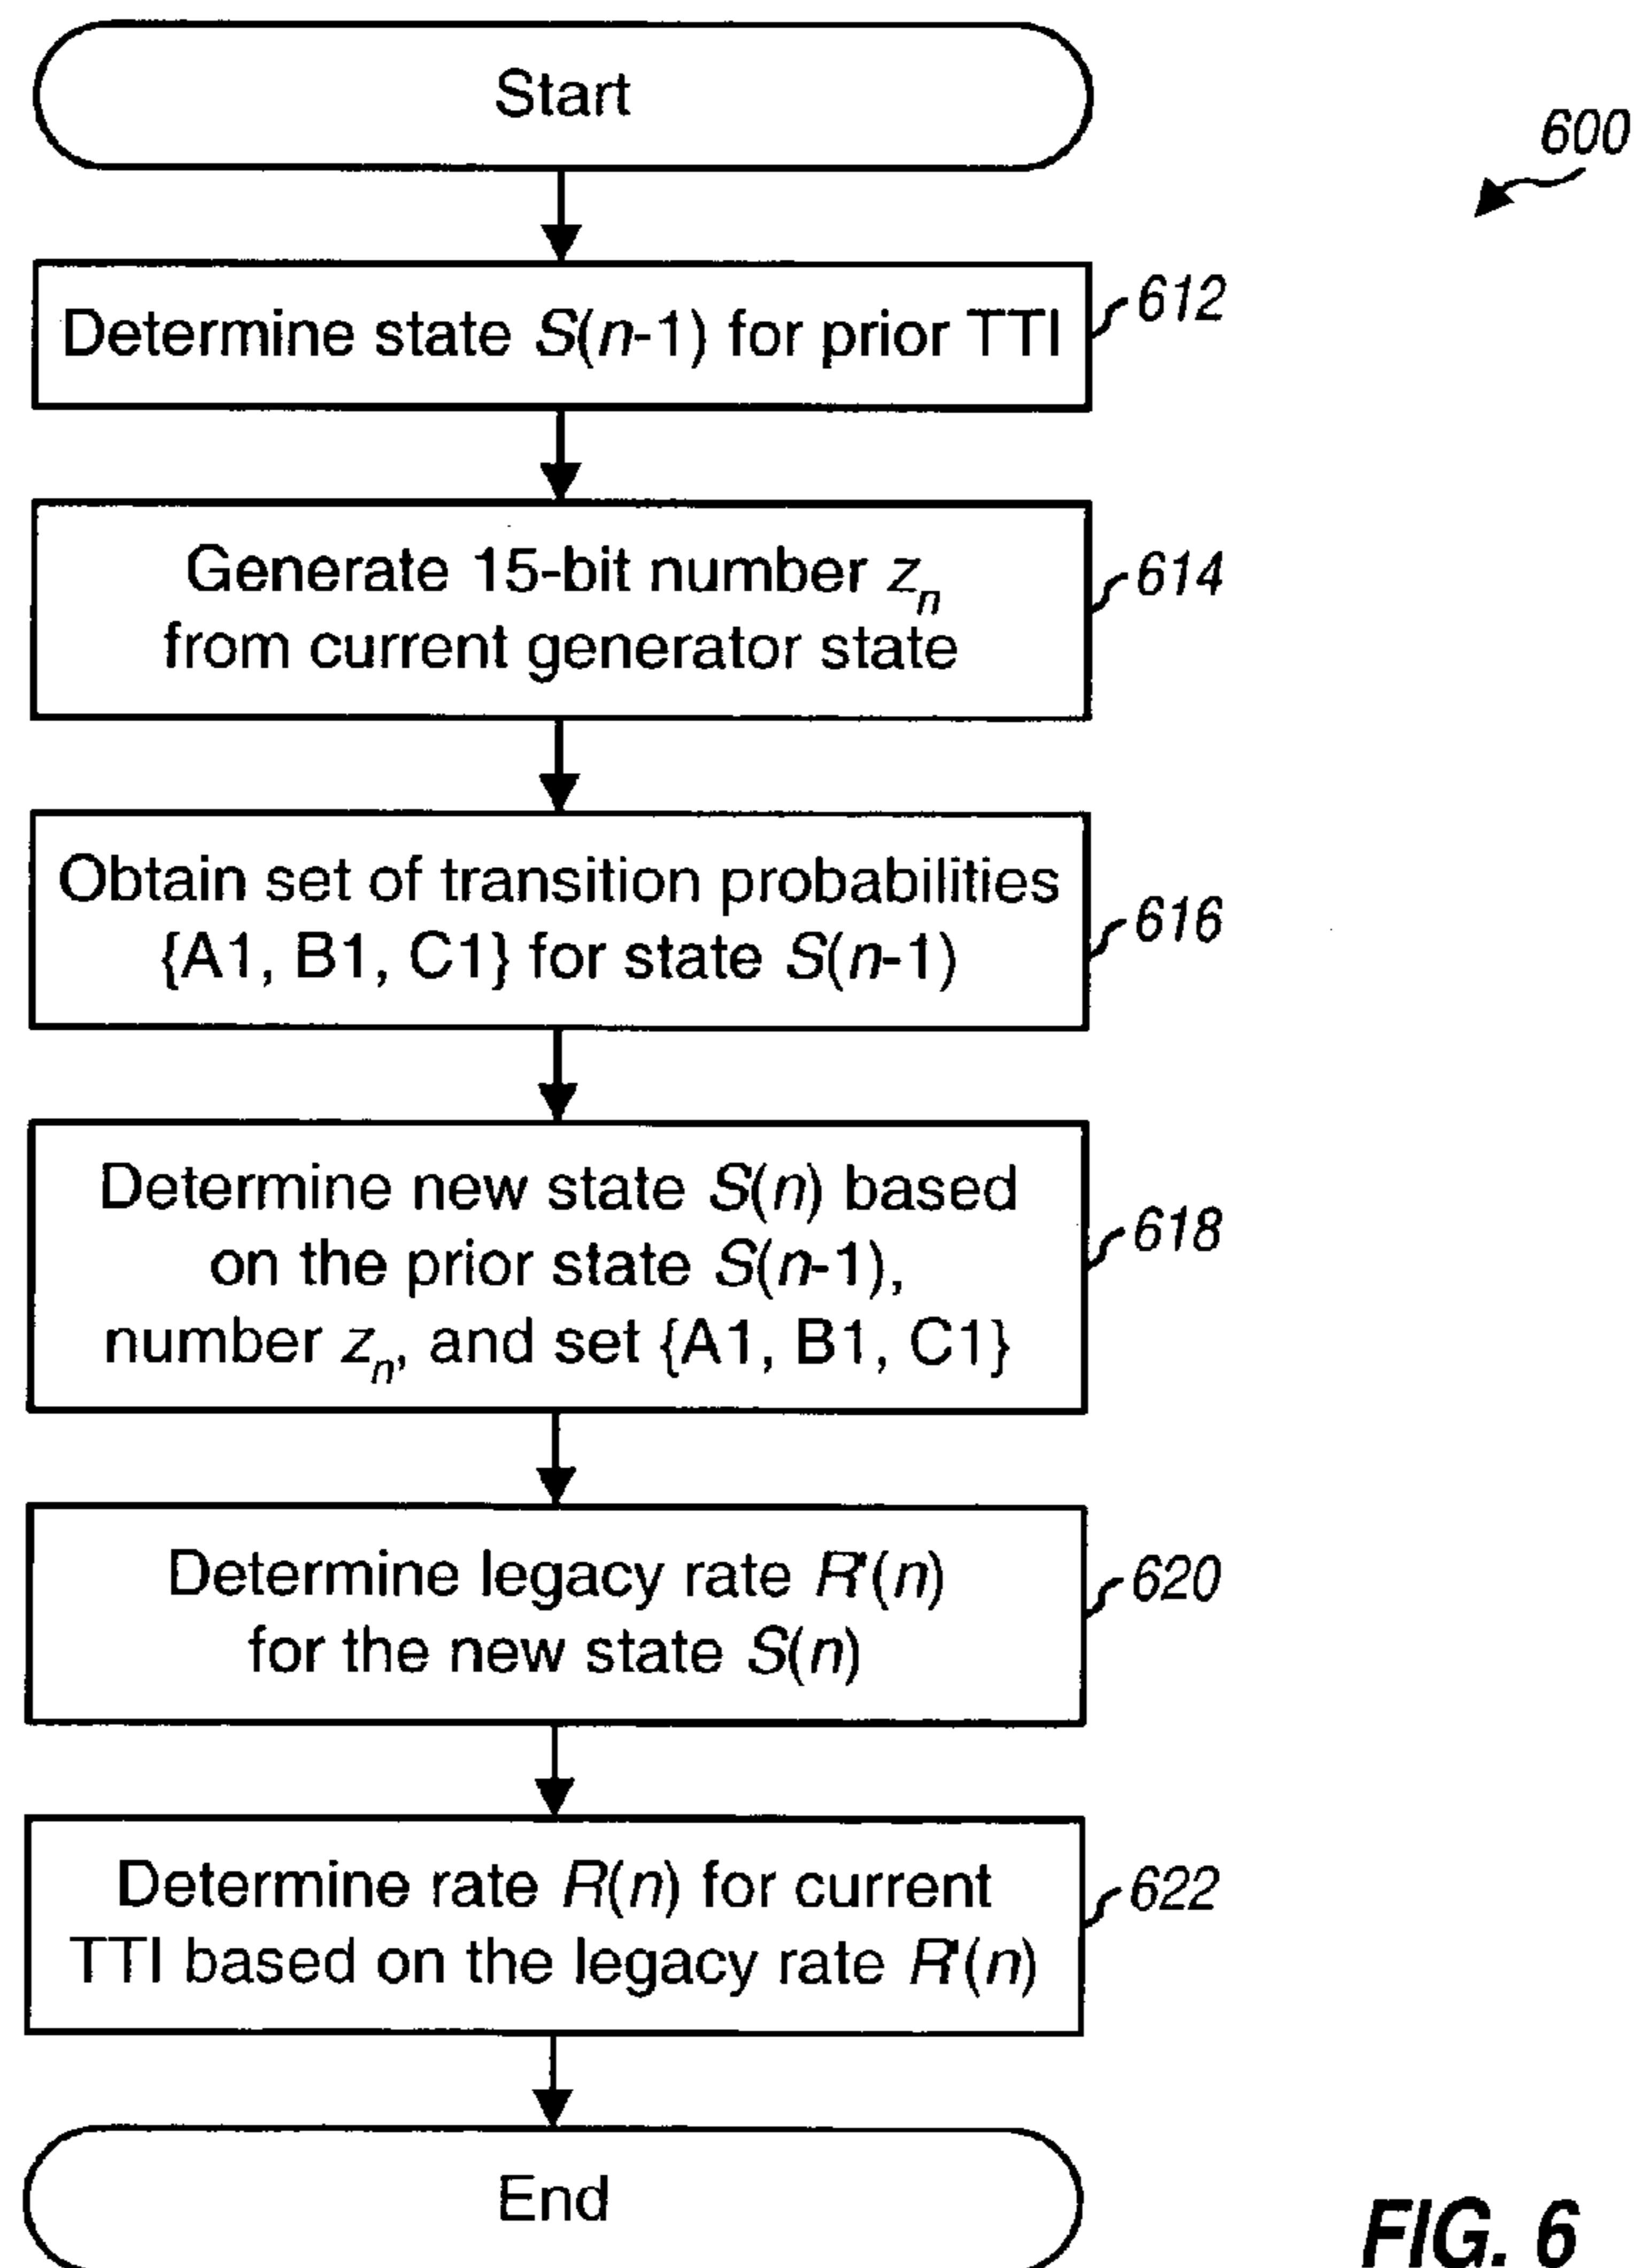 Start
600
Determine state S(n-1) for prior TTI
612
Generate 15-bit number zn
from current generator state
614
Obtain set of transition probabilities
{A1, B1, C1} for state S(n-1)
616
Determine new state S(n) based
on the prior state S(n-1),
number zn, and set {A1, B1, C1}
618
Determine legacy rate R'(n)
for the new state S(n)
620
Determine rate R(n) for current
TTI based on the legacy rate R'(n)
622
End
FIG. 6